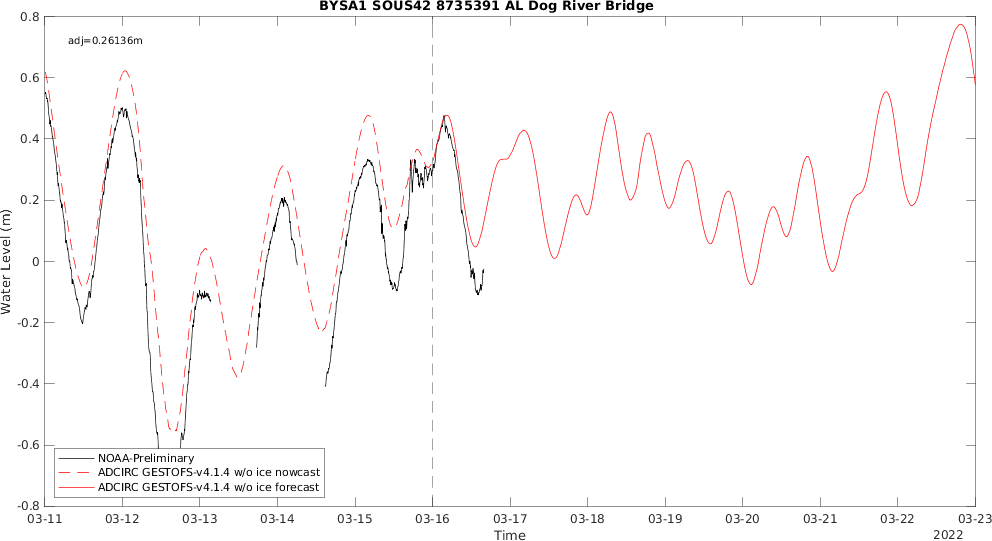 BYSA1 SOUS42 8735391 AL Dog River Bridge
adj=0.26136m
Water Level (m)
0.8
0.6
0.4
0.2
0
-0.2
-0.4
-0.6
-0.8
NOAA-Preliminary
ADCIRC GESTOFS-v4.1.4 w/o ice nowcast
ADCIRC GESTOFS-v4.1.4 w/o ice forecast
03-11 03-12 03-13 03-14 03-15 03-16 03-17 03-18 03-19 03-20 03-21 03-22 03-23
Time
2022